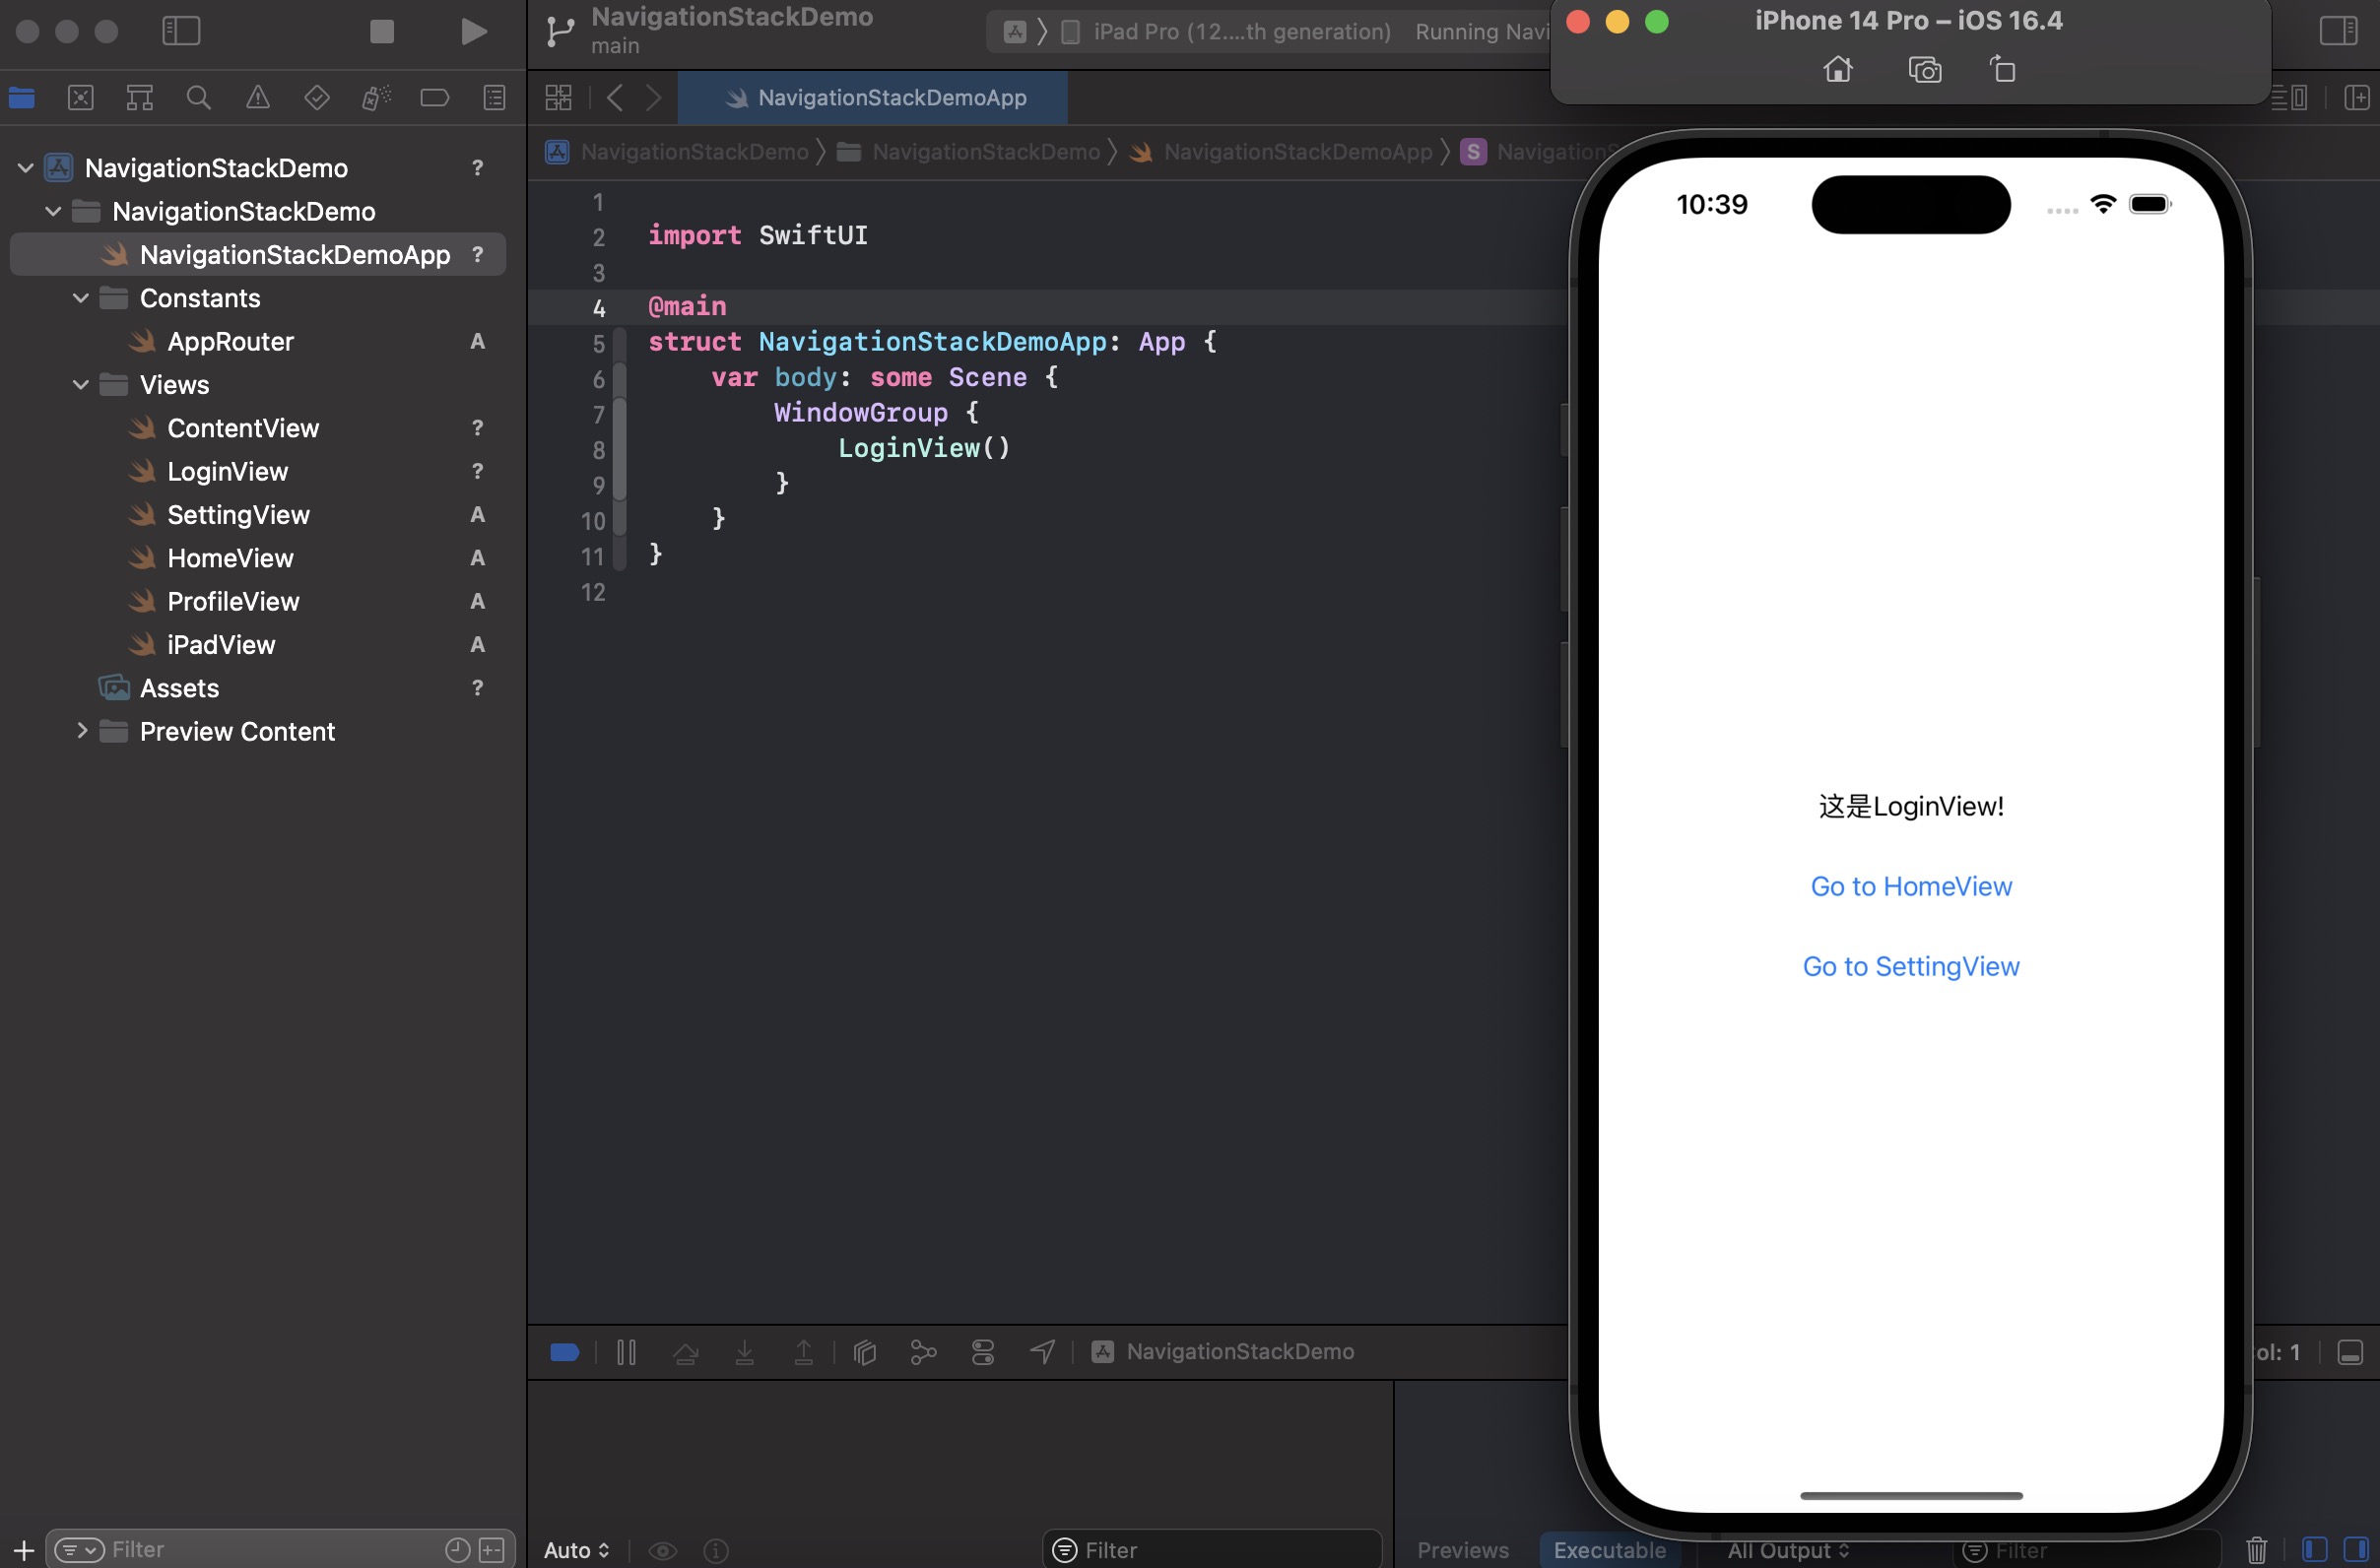 NavigationStackDemo
main
iPad Pro (12....th generation)
Running Navi
iPhone 14 Pro – iOS 16.4
NavigationStackDemoApp
NavigationStackDemo
NavigationStackDemo
NavigationStackDemoApp
S
NavigationS
NavigationStackDemo ?
NavigationStackDemo
NavigationStackDemoApp ?
Constants
AppRouter A
Views
ContentView ?
LoginView ?
SettingView A
HomeView A
ProfileView A
iPadView A
Assets ?
Preview Content
Filter
1
2 import SwiftUI
3
4 @main
5 struct NavigationStackDemoApp: App {
6 var body: some Scene {
7 WindowGroup {
8 LoginView()
9 }
10 }
11 }
12
10:39
这是LoginView!
Go to HomeView
Go to SettingView
NavigationStackDemo
ol: 1
Auto
Filter
Previews
Executable
All Output
Filter